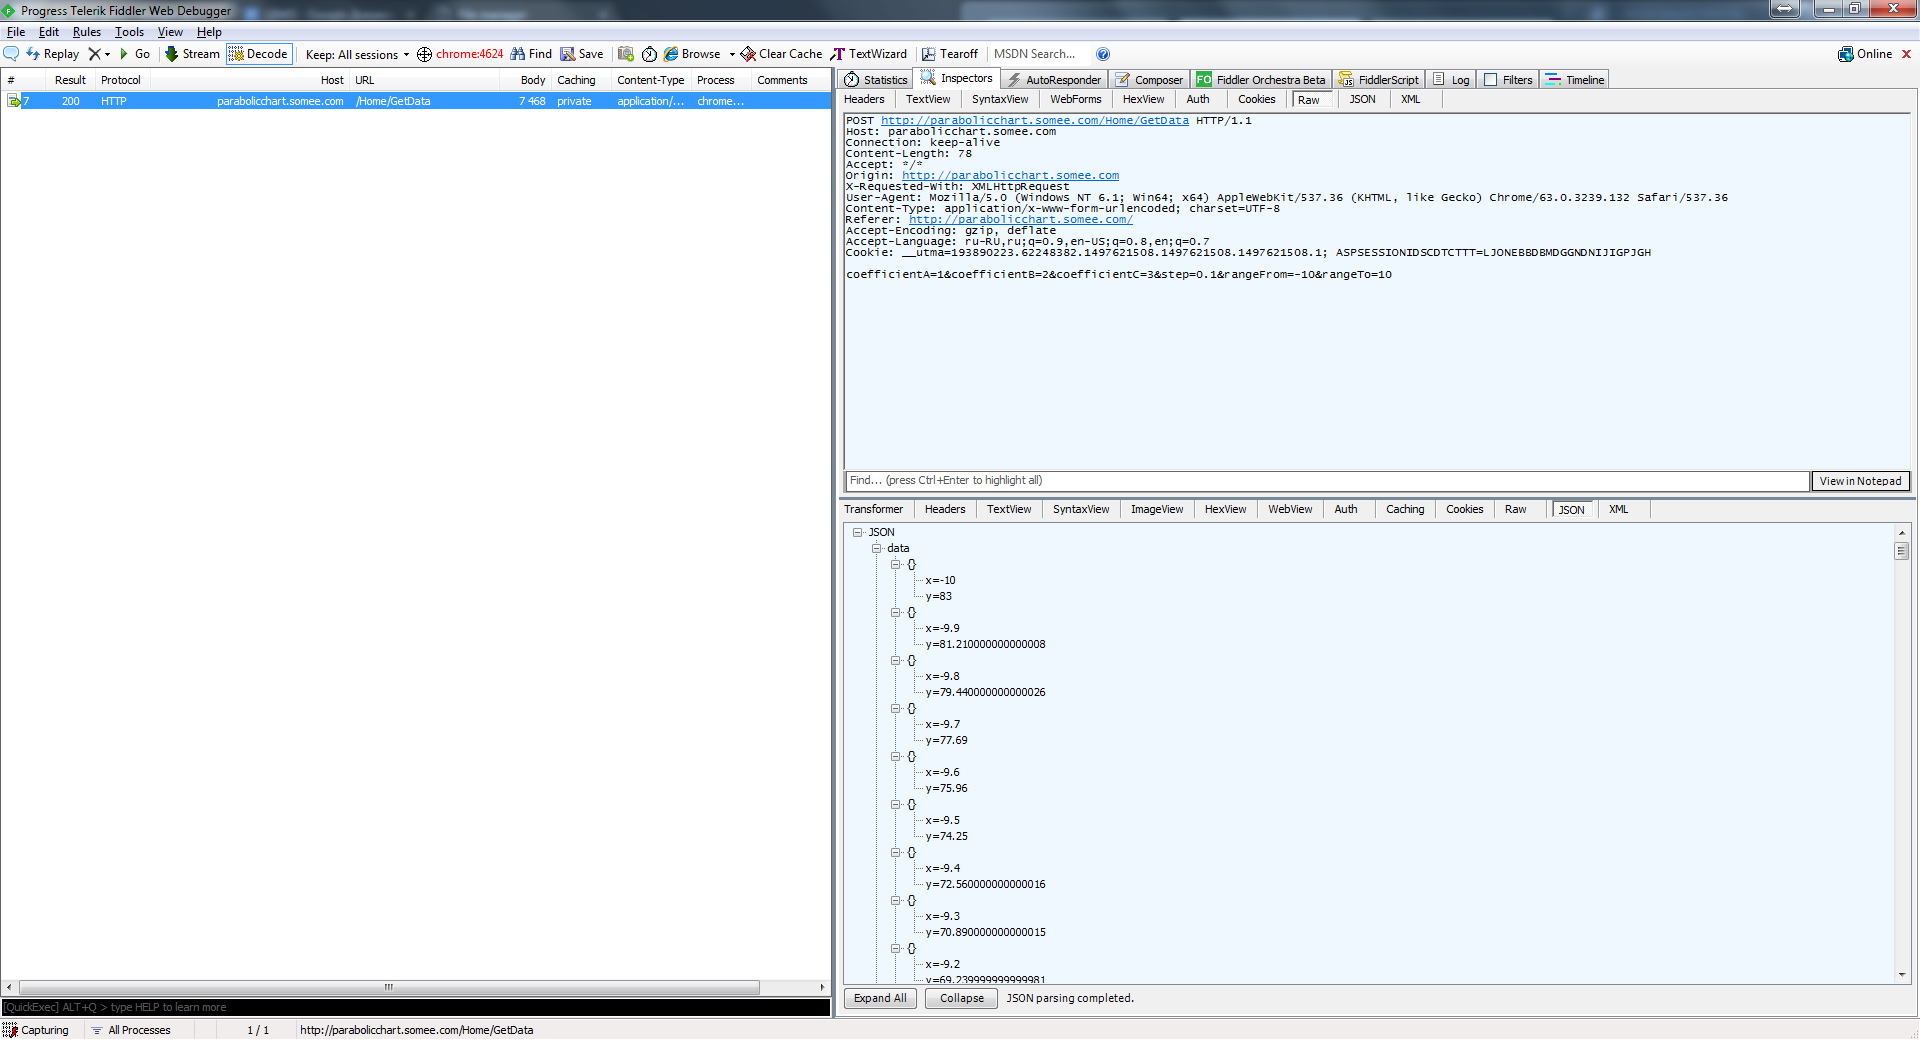 Progress Telerik Fiddler Web Debugger
File Edit Rules Tools View Help
Replay Go Stream Decode Keep: All sessions chrome:4624 Find Save Browse Clear Cache TextWizard Tearoff MSDN Search... Online
# Result Protocol Host URL Body Caching Content-Type Process Comments
7 200 HTTP parabolicchart.somee.com /Home/GetData 7 468 private application/... chrome...
Statistics Inspectors AutoResponder Composer FO Fiddler Orchestra Beta FiddlerScript Log Filters Timeline
Headers TextView SyntaxView WebForms HexView Auth Cookies Raw JSON XML
POST http://parabolicchart.somee.com/Home/GetData HTTP/1.1
Host: parabolicchart.somee.com
Connection: keep-alive
Content-Length: 78
Accept: */*
Origin: http://parabolicchart.somee.com
X-Requested-With: XMLHttpRequest
User-Agent: Mozilla/5.0 (Windows NT 6.1; Win64; x64) AppleWebKit/537.36 (KHTML, like Gecko) Chrome/63.0.3239.132 Safari/537.36
Content-Type: application/x-www-form-urlencoded; charset=UTF-8
Referer: http://parabolicchart.somee.com/
Accept-Encoding: gzip, deflate
Accept-Language: ru-RU,ru;q=0.9,en-US;q=0.8,en;q=0.7
Cookie: __utma=193890223.62248382.1497621508.1497621508.1497621508.1; ASPSESSIONIDSCDTCTTT=LJONEBBDBMDGGNDNIJIGPJGH
coefficientA=1&coefficientB=2&coefficientC=3&step=0.1&rangeFrom=-10&rangeTo=10
Find... (press Ctrl+Enter to highlight all) View in Notepad
Transformer Headers TextView SyntaxView ImageView HexView WebView Auth Caching Cookies Raw JSON XML
JSON
data
{}
x=-10
y=83
{}
x=-9.9
y=81.210000000000008
{}
x=-9.8
y=79.440000000000026
{}
x=-9.7
y=77.69
{}
x=-9.6
y=75.96
{}
x=-9.5
y=74.25
{}
x=-9.4
y=72.560000000000016
{}
x=-9.3
y=70.890000000000015
{}
x=-9.2
y=69.239999999999981
Expand All Collapse JSON parsing completed.
[QuickExec] ALT+Q > type HELP to learn more
Capturing All Processes 1 / 1 http://parabolicchart.somee.com/Home/GetData